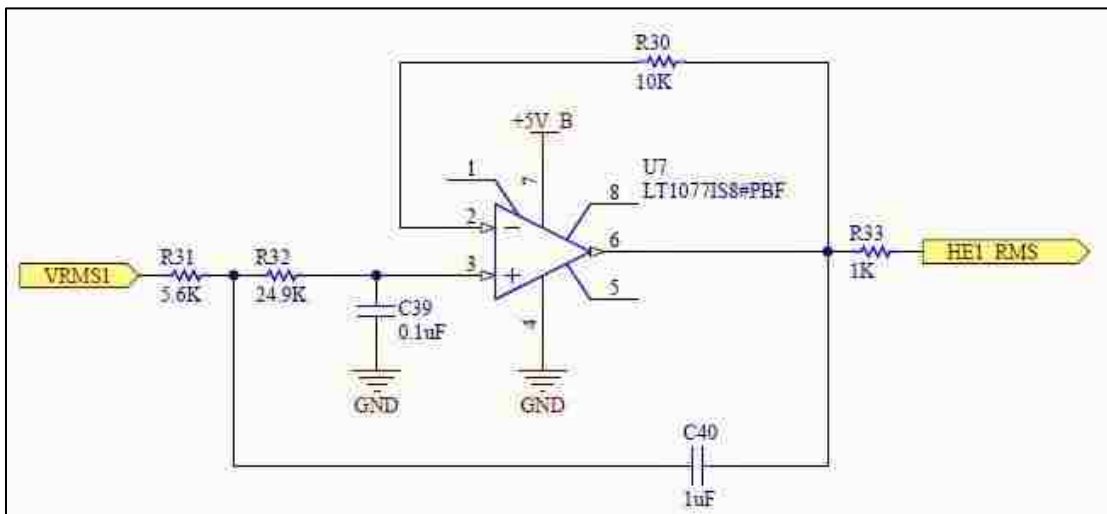 R30
10K
+5V_B
1
7
U7
LT1077IS8#PBF
8
2
6
R33
HE1_RMS
1K
VRMS1
R31
5.6K
R32
24.9K
3
5
C39
0.1uF
4
GND
GND
C40
1uF